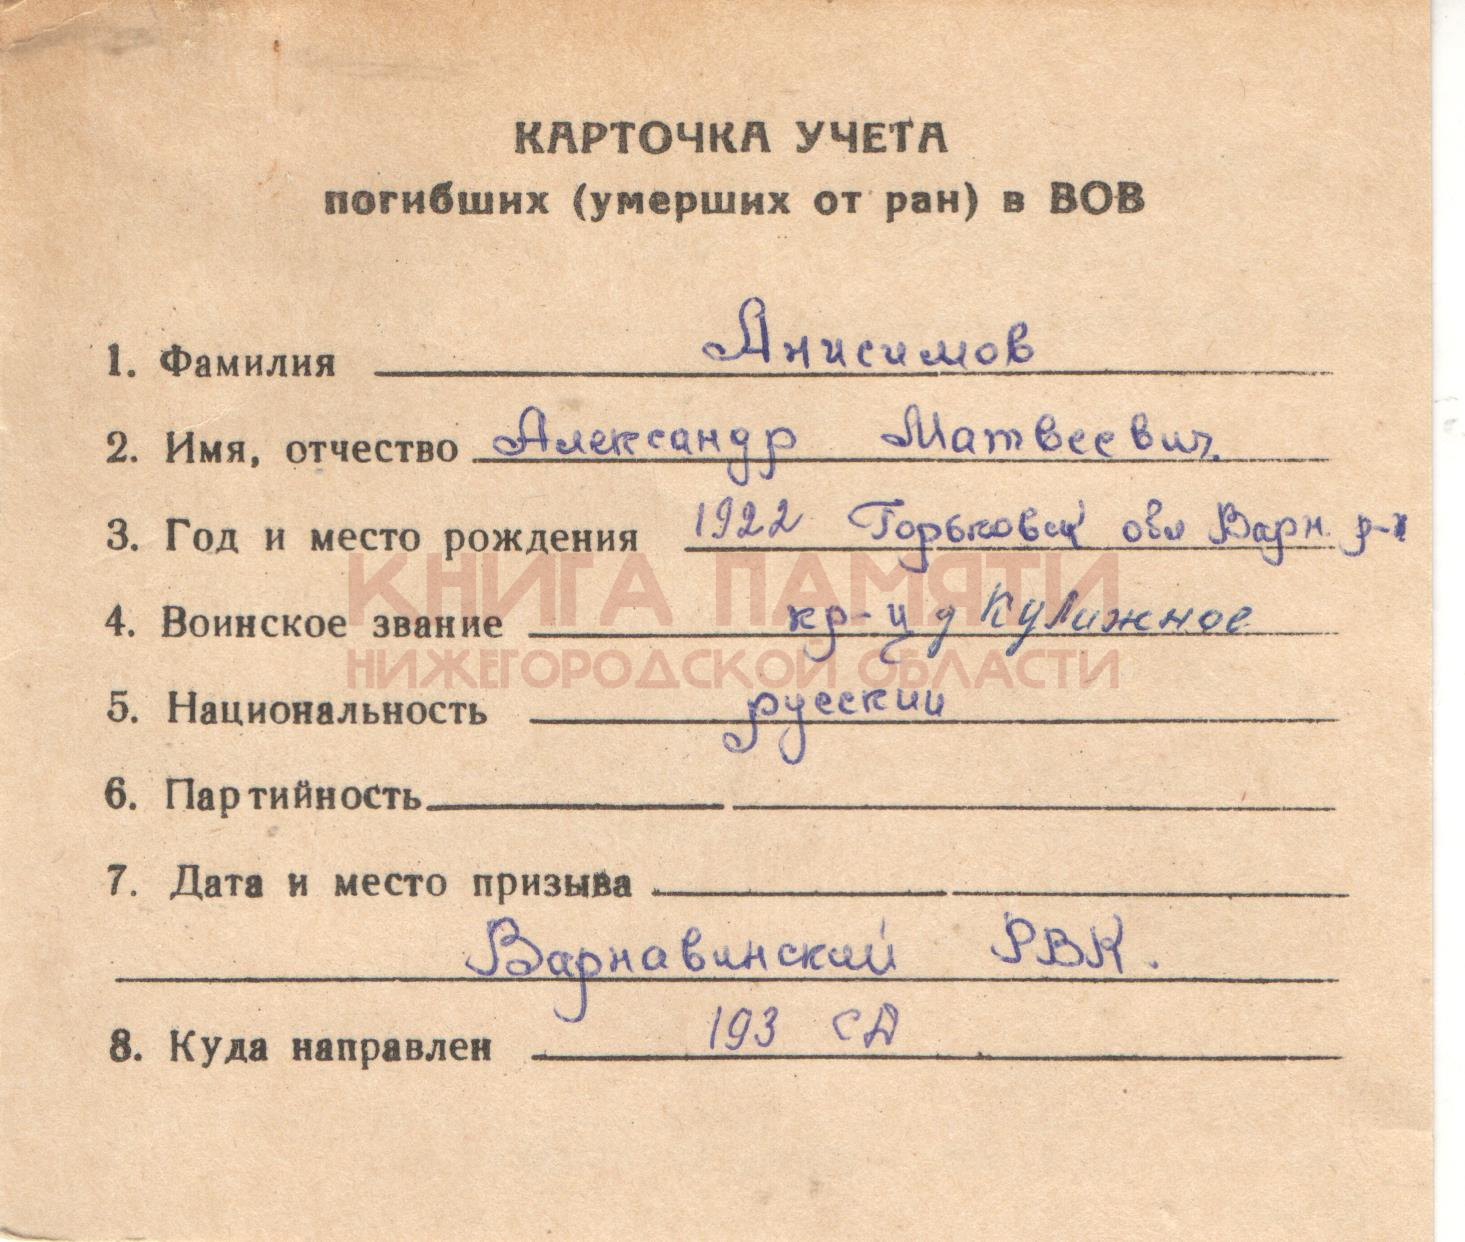 КАРТОЧКА УЧЕТА
погибших (умерших от ран) в ВОВ
1. Фамилия Анисимов
2. Имя, отчество Александр Матвеевич.
3. Год и место рождения 1922 Горьковск обл Варн. р-н
КНИГА ПАМЯТИ
4. Воинское звание кр-ц д Кулижное
НИЖЕГОРОДСКОЙ ОБЛАСТИ
5. Национальность русский
6. Партийность
7. Дата и место призыва
Варнавинский РВК.
8. Куда направлен 193 СД